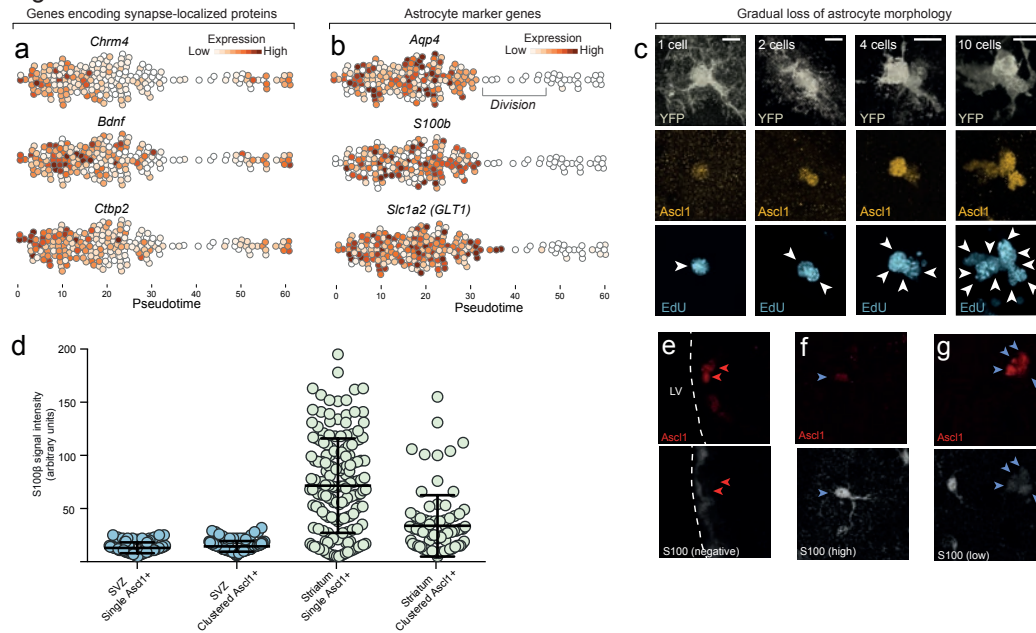 Genes encoding synapse-localized proteins
Astrocyte marker genes
Gradual loss of astrocyte morphology
a
Chrm4
Expression
Low High
Bdnf
Ctbp2
0 10 20 30 40 50 60
Pseudotime
b
Aqp4
Expression
Low High
Division
S100b
Slc1a2 (GLT1)
0 10 20 30 40 50 60
Pseudotime
c
1 cell
2 cells
4 cells
10 cells
YFP
YFP
YFP
YFP
Ascl1
Ascl1
Ascl1
Ascl1
EdU
EdU
EdU
EdU
d
S100β signal intensity
(arbitrary units)
200
150
100
50
SVZ
Single Ascl1+
SVZ
Clustered Ascl1+
Striatum
Single Ascl1+
Striatum
Clustered Ascl1+
e
LV
Ascl1
S100 (negative)
f
Ascl1
S100 (high)
g
Ascl1
S100 (low)